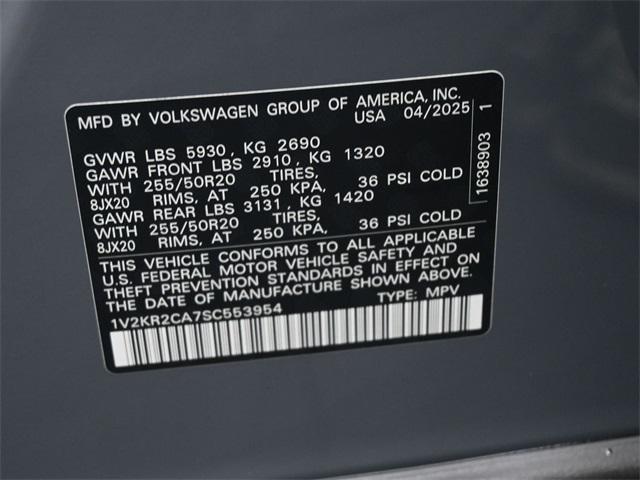 MFD BY VOLKSWAGEN GROUP OF AMERICA, INC.
USA 04/2025
GVWR LBS 5930, KG 2690
GAWR FRONT LBS 2910, KG 1320
WITH 255/50R20 TIRES,
8JX20 RIMS, AT 250 KPA, 36 PSI COLD
GAWR REAR LBS 3131, KG 1420
WITH 255/50R20 TIRES,
8JX20 RIMS, AT 250 KPA, 36 PSI COLD
THIS VEHICLE CONFORMS TO ALL APPLICABLE
U.S. FEDERAL MOTOR VEHICLE SAFETY AND
THEFT PREVENTION STANDARDS IN EFFECT ON
THE DATE OF MANUFACTURE SHOWN ABOVE.
1V2KR2CA7SC553954 TYPE: MPV
1638903 1